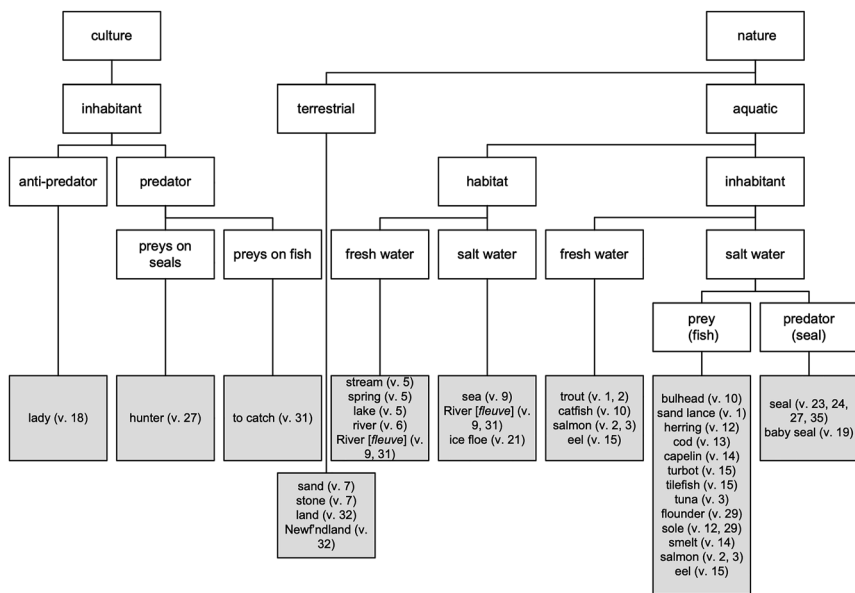 culture
nature
inhabitant
terrestrial
aquatic
anti-predator
predator
habitat
inhabitant
preys on
seals
preys on fish
fresh water
salt water
fresh water
salt water
prey
(fish)
predator
(seal)
lady (v. 18)
hunter (v. 27)
to catch (v. 31)
stream (v. 5)
spring (v. 5)
lake (v. 5)
river (v. 6)
River [fleuve] (v.
9, 31)
sea (v. 9)
River [fleuve] (v.
9, 31)
ice floe (v. 21)
trout (v. 1, 2)
catfish (v. 10)
salmon (v. 2, 3)
eel (v. 15)
bulhead (v. 10)
sand lance (v. 1)
herring (v. 12)
cod (v. 13)
capelin (v. 14)
turbot (v. 15)
tilefish (v. 15)
tuna (v. 3)
flounder (v. 29)
sole (v. 12, 29)
smelt (v. 14)
salmon (v. 2, 3)
eel (v. 15)
seal (v. 23, 24,
27, 35)
baby seal (v. 19)
sand (v. 7)
stone (v. 7)
land (v. 32)
Newf'ndland (v.
32)